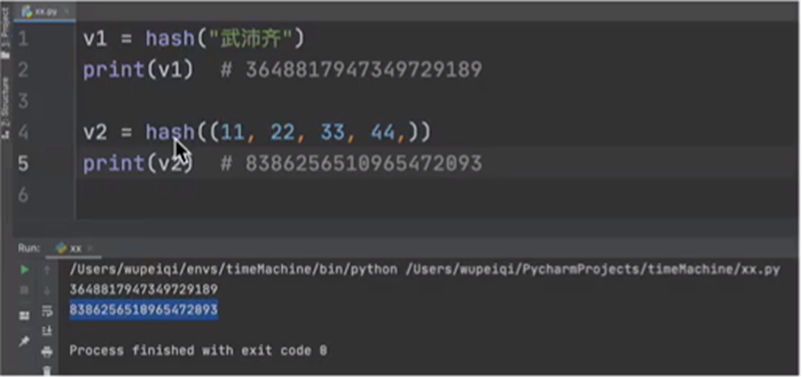 xx.py
1 v1 = hash("武沛齐")
2 print(v1)  # 3648817947349729189
3
4 v2 = hash((11, 22, 33, 44,))
5 print(v2)  # 8386256510965472093
6
Project
Z: Structure
Run: xx
/Users/wupeiqi/envs/timeMachine/bin/python /Users/wupeiqi/PycharmProjects/timeMachine/xx.py
3648817947349729189
8386256510965472093
Process finished with exit code 0